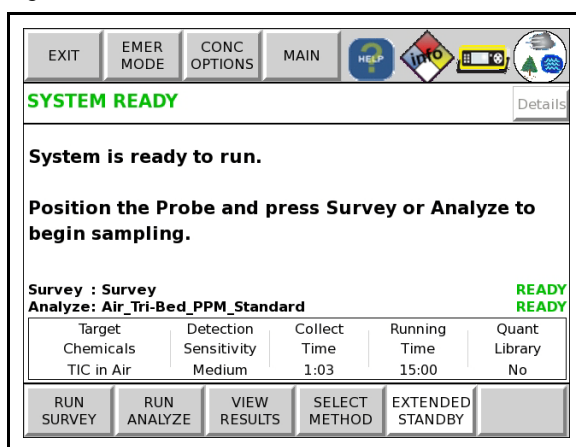 EXIT
EMER
MODE
CONC
OPTIONS
MAIN
HELP
info
SYSTEM READY
Details
System is ready to run.
Position the Probe and press Survey or Analyze to
begin sampling.
Survey : Survey READY
Analyze: Air_Tri-Bed_PPM_Standard READY
Target Detection Collect Running Quant
Chemicals Sensitivity Time Time Library
TIC in Air Medium 1:03 15:00 No
RUN
SURVEY
RUN
ANALYZE
VIEW
RESULTS
SELECT
METHOD
EXTENDED
STANDBY